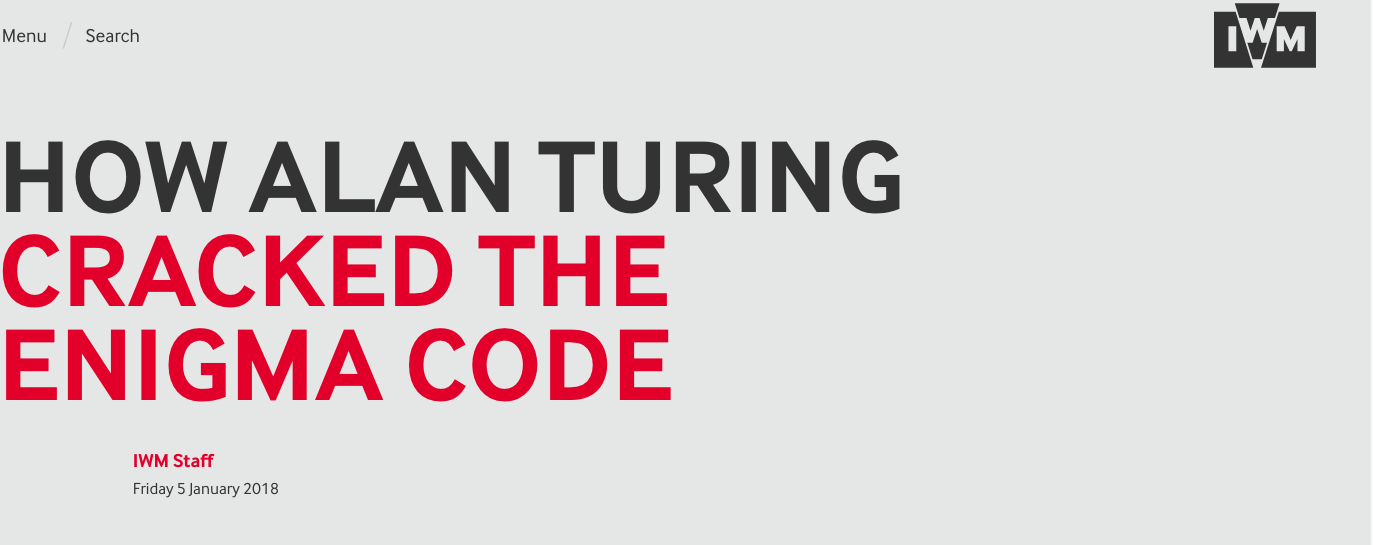 Menu / Search
IWM
HOW ALAN TURING
CRACKED THE
ENIGMA CODE
IWM Staff
Friday 5 January 2018